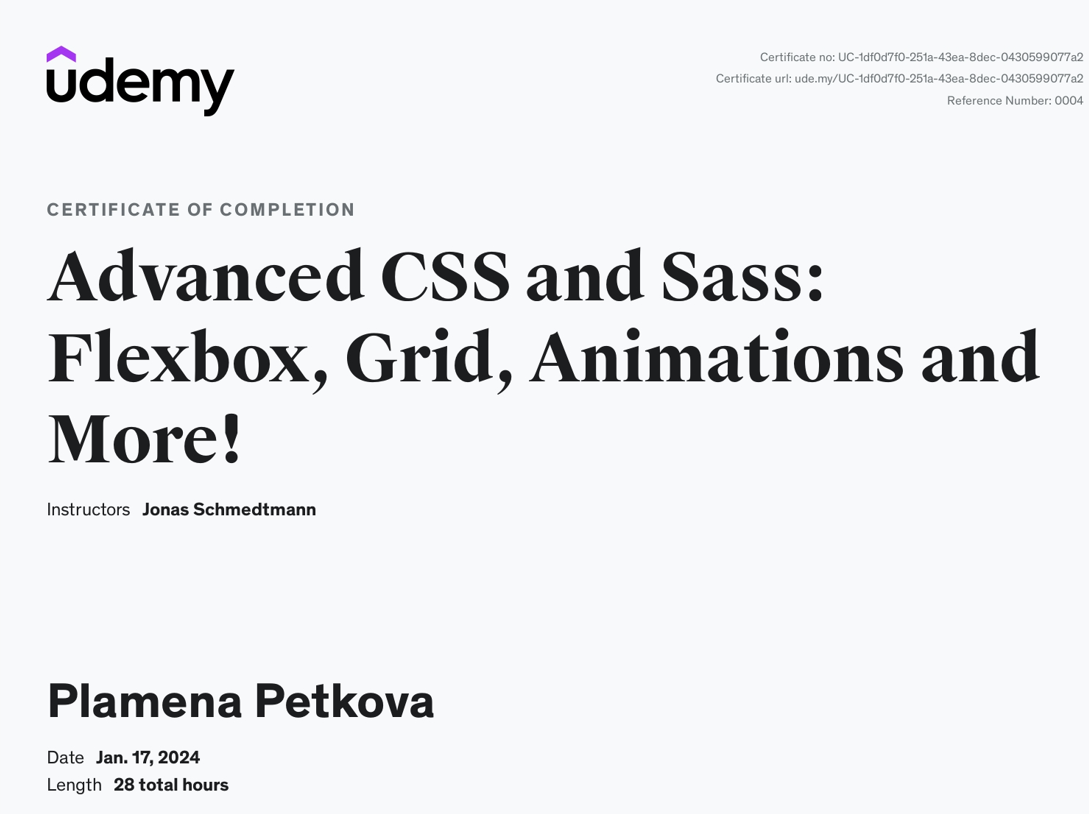 udemy
Certificate no: UC-1df0d7f0-251a-43ea-8dec-0430599077a2
Certificate url: ude.my/UC-1df0d7f0-251a-43ea-8dec-0430599077a2
Reference Number: 0004
CERTIFICATE OF COMPLETION
Advanced CSS and Sass:
Flexbox, Grid, Animations and
More!
Instructors Jonas Schmedtmann
Plamena Petkova
Date Jan. 17, 2024
Length 28 total hours